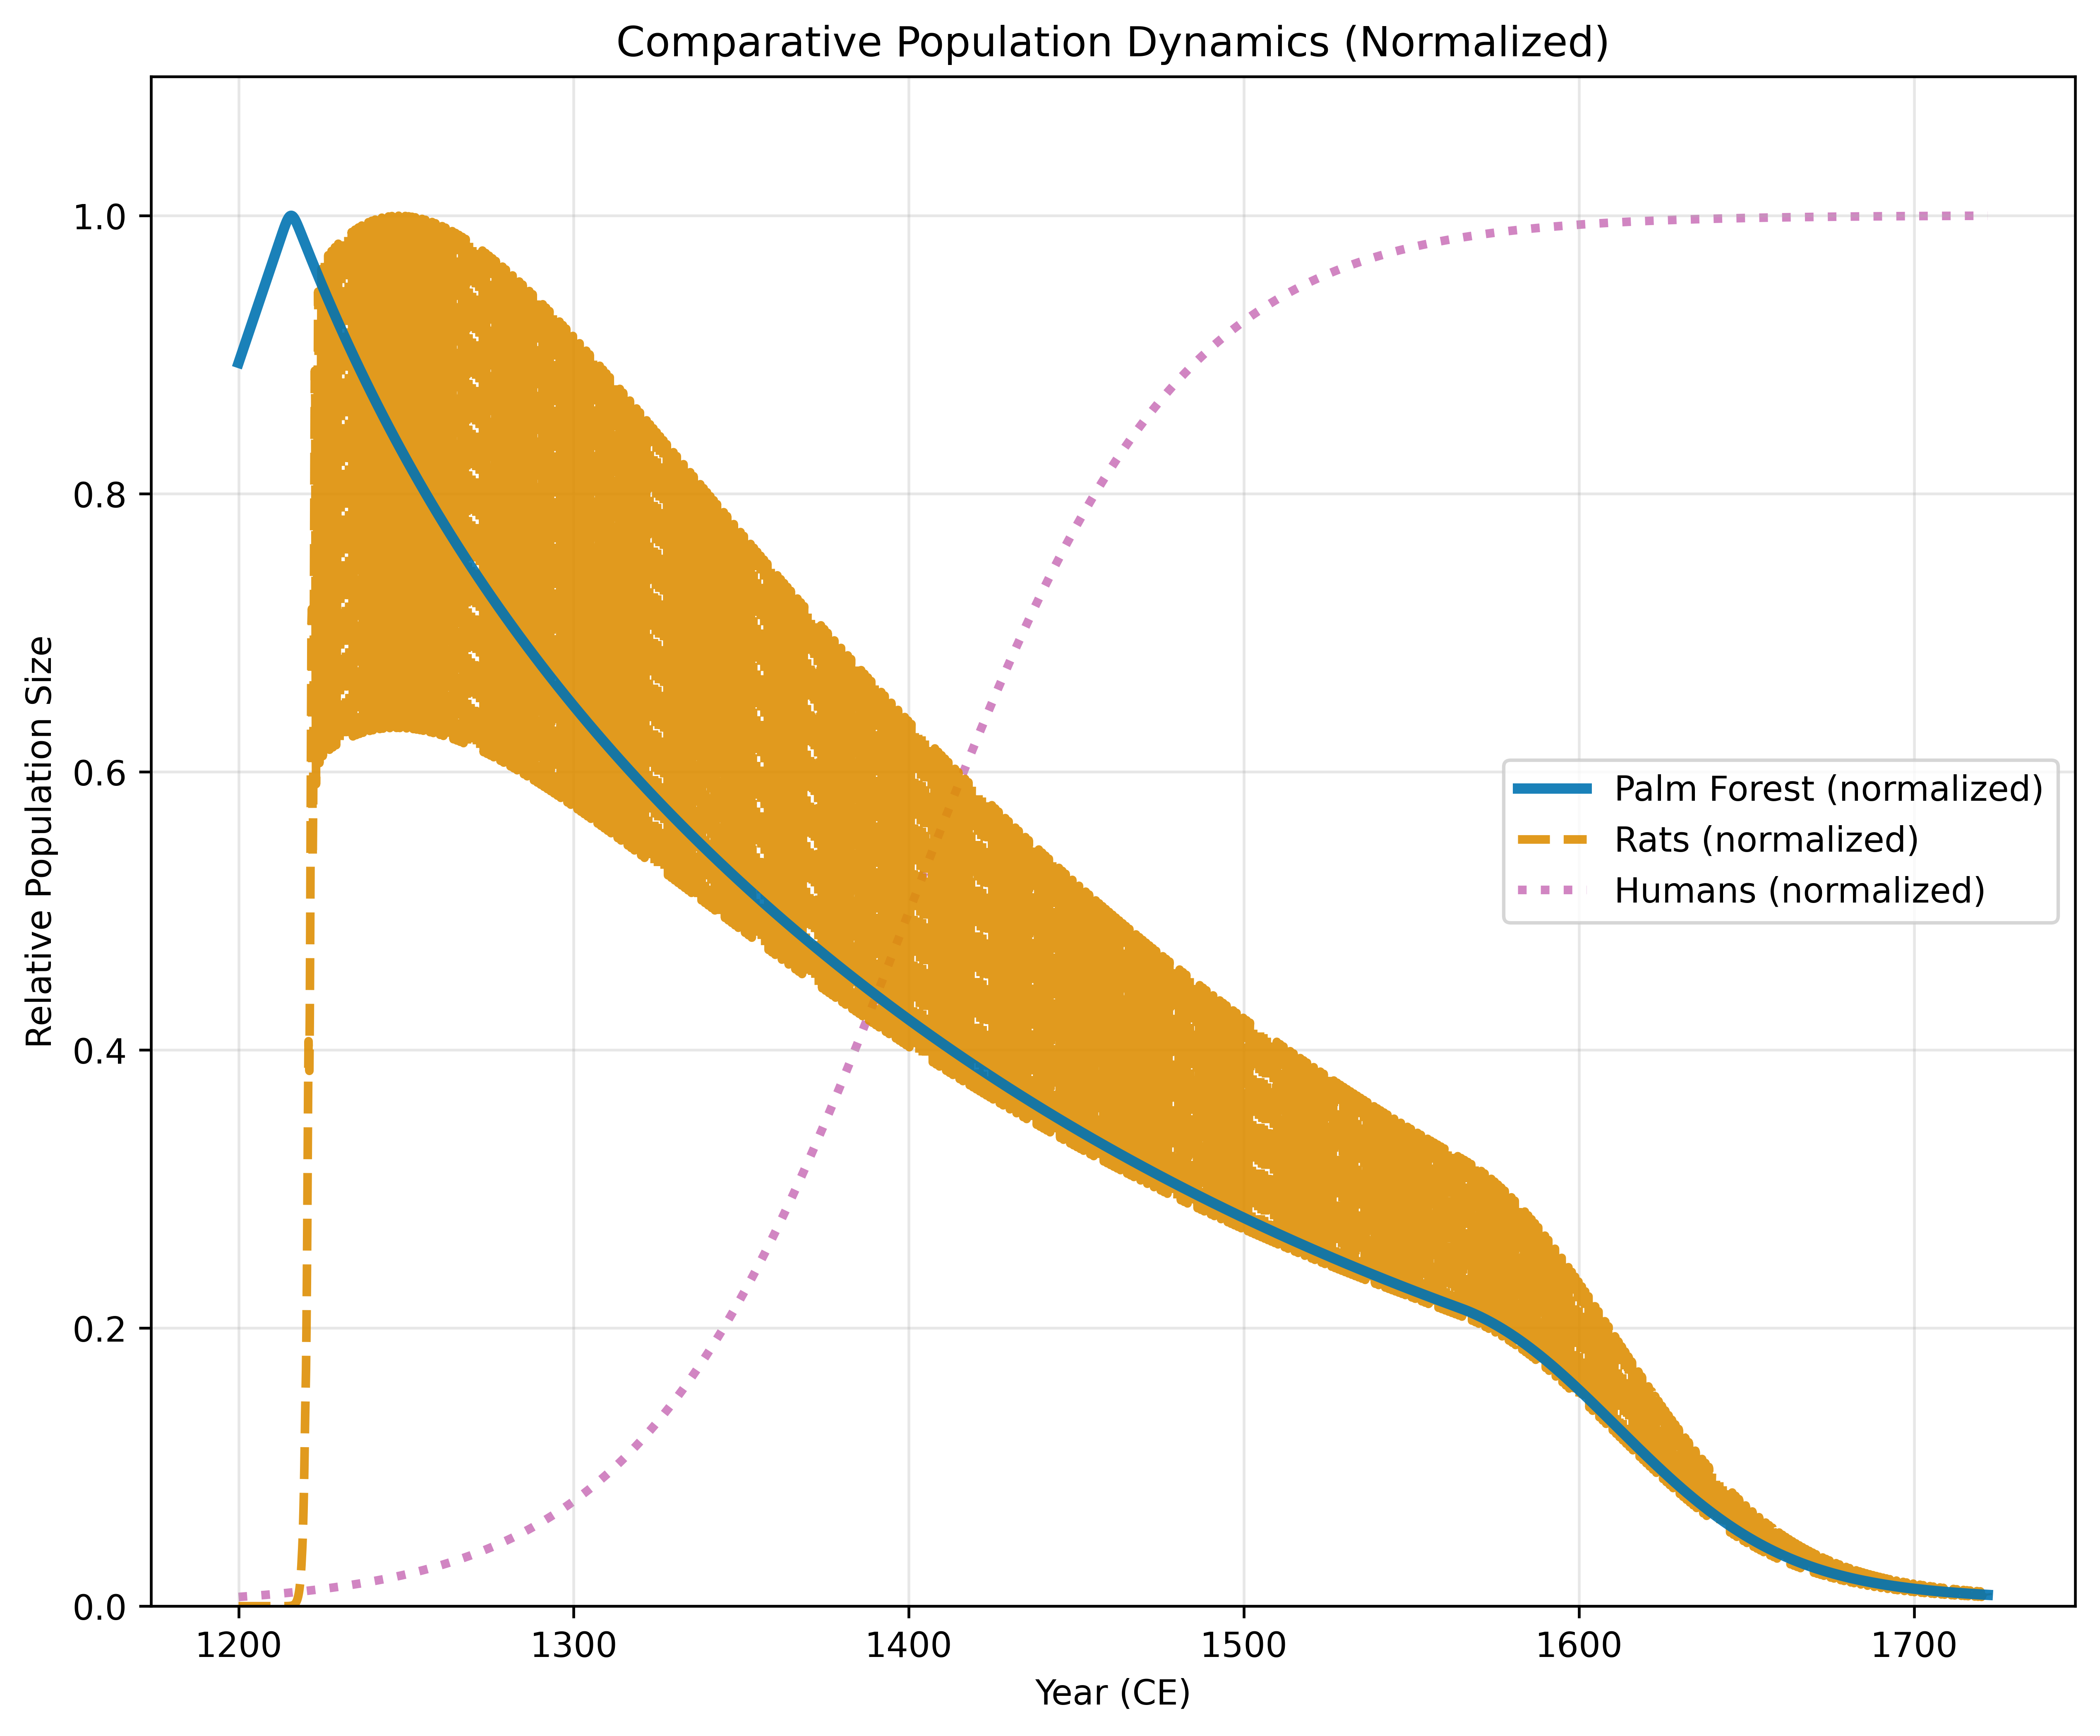 Comparative Population Dynamics (Normalized)
Relative Population Size
1.0
0.8
0.6
0.4
0.2
0.0
Palm Forest (normalized)
Rats (normalized)
Humans (normalized)
1200 1300 1400 1500 1600 1700
Year (CE)